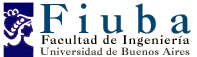 Fiuba
Facultad de Ingeniería
Universidad de Buenos Aires